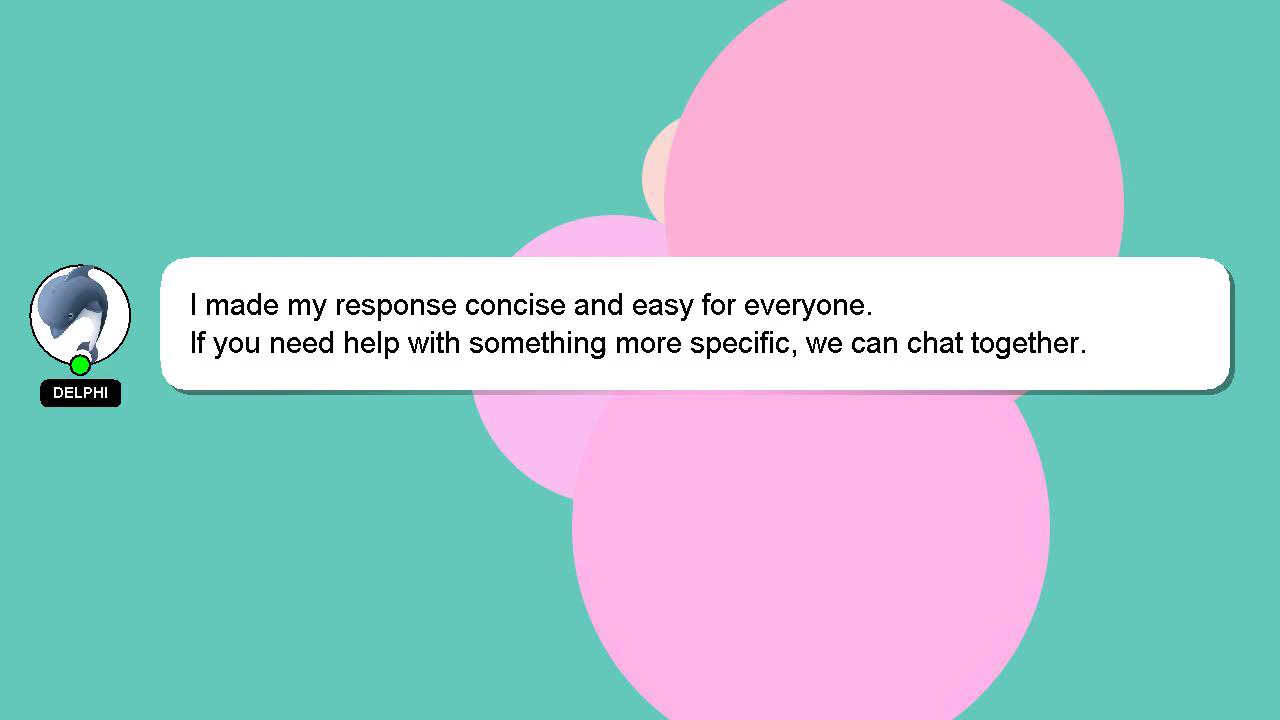 I made my response concise and easy for everyone.
If you need help with something more specific, we can chat together.
DELPHI